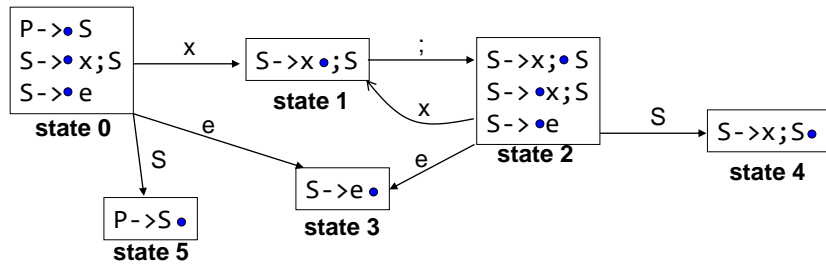 P->• S
S->• x;S
S->• e
state 0
x
S->x •;S
state 1
;
S->x;• S
S->•x;S
S-> •e
state 2
x
e
S
S->x;S•
state 4
e
S->e •
state 3
S
P->S •
state 5